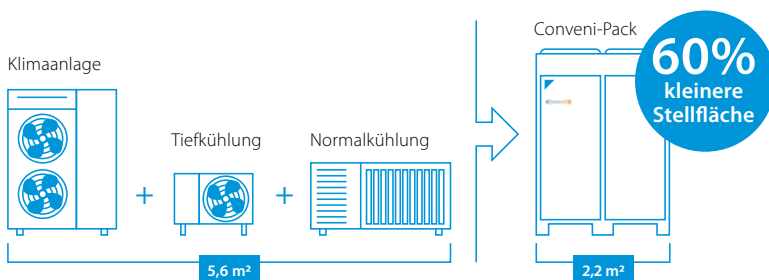 Klimaanlage
Tiefkühlung
Normalkühlung
Conveni-Pack
60%
kleinere
Stellfläche
+
+
5,6 m²
2,2 m²